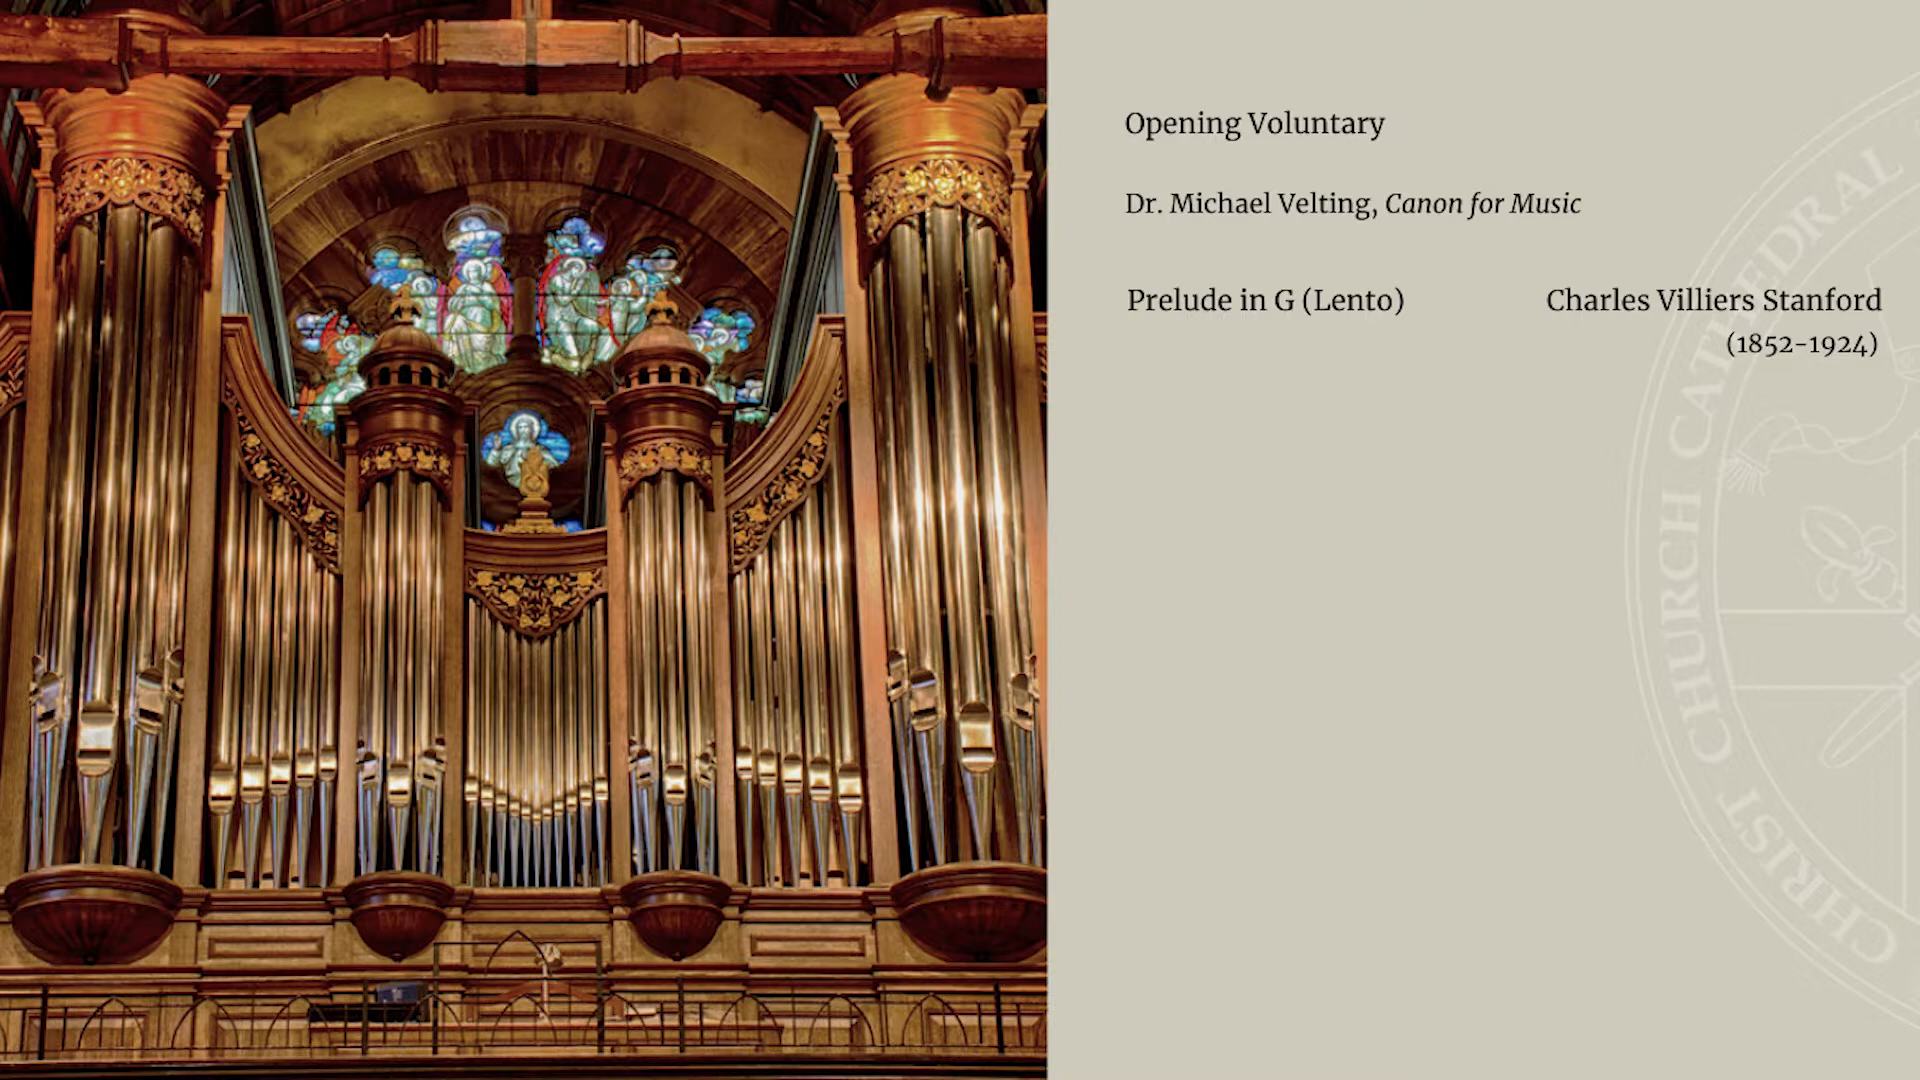 Opening Voluntary
Dr. Michael Velting, Canon for Music
Prelude in G (Lento) Charles Villiers Stanford
(1852-1924)
CHRIST CHURCH CATHEDRAL